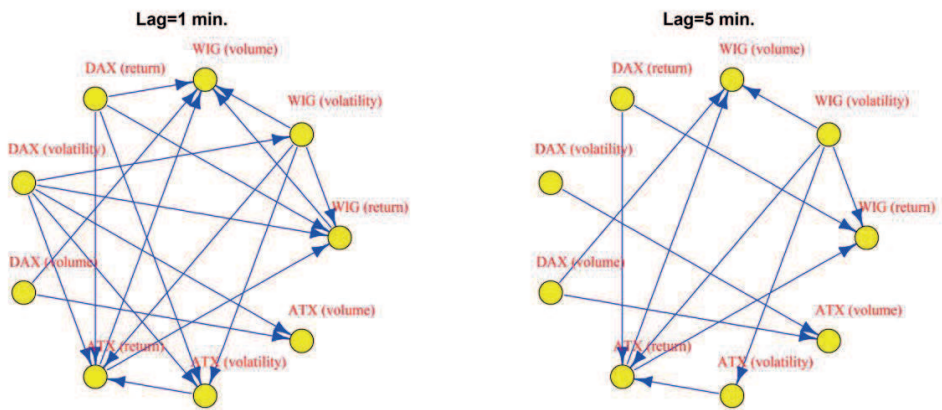 Lag=1 min.
WIG (volume)
DAX (return)
WIG (volatility)
DAX (volatility)
WIG (return)
DAX (volume)
ATX (volume)
ATX (return)
ATX (volatility)
Lag=5 min.
WIG (volume)
DAX (return)
WIG (volatility)
DAX (volatility)
WIG (return)
DAX (volume)
ATX (volume)
ATX (return)
ATX (volatility)